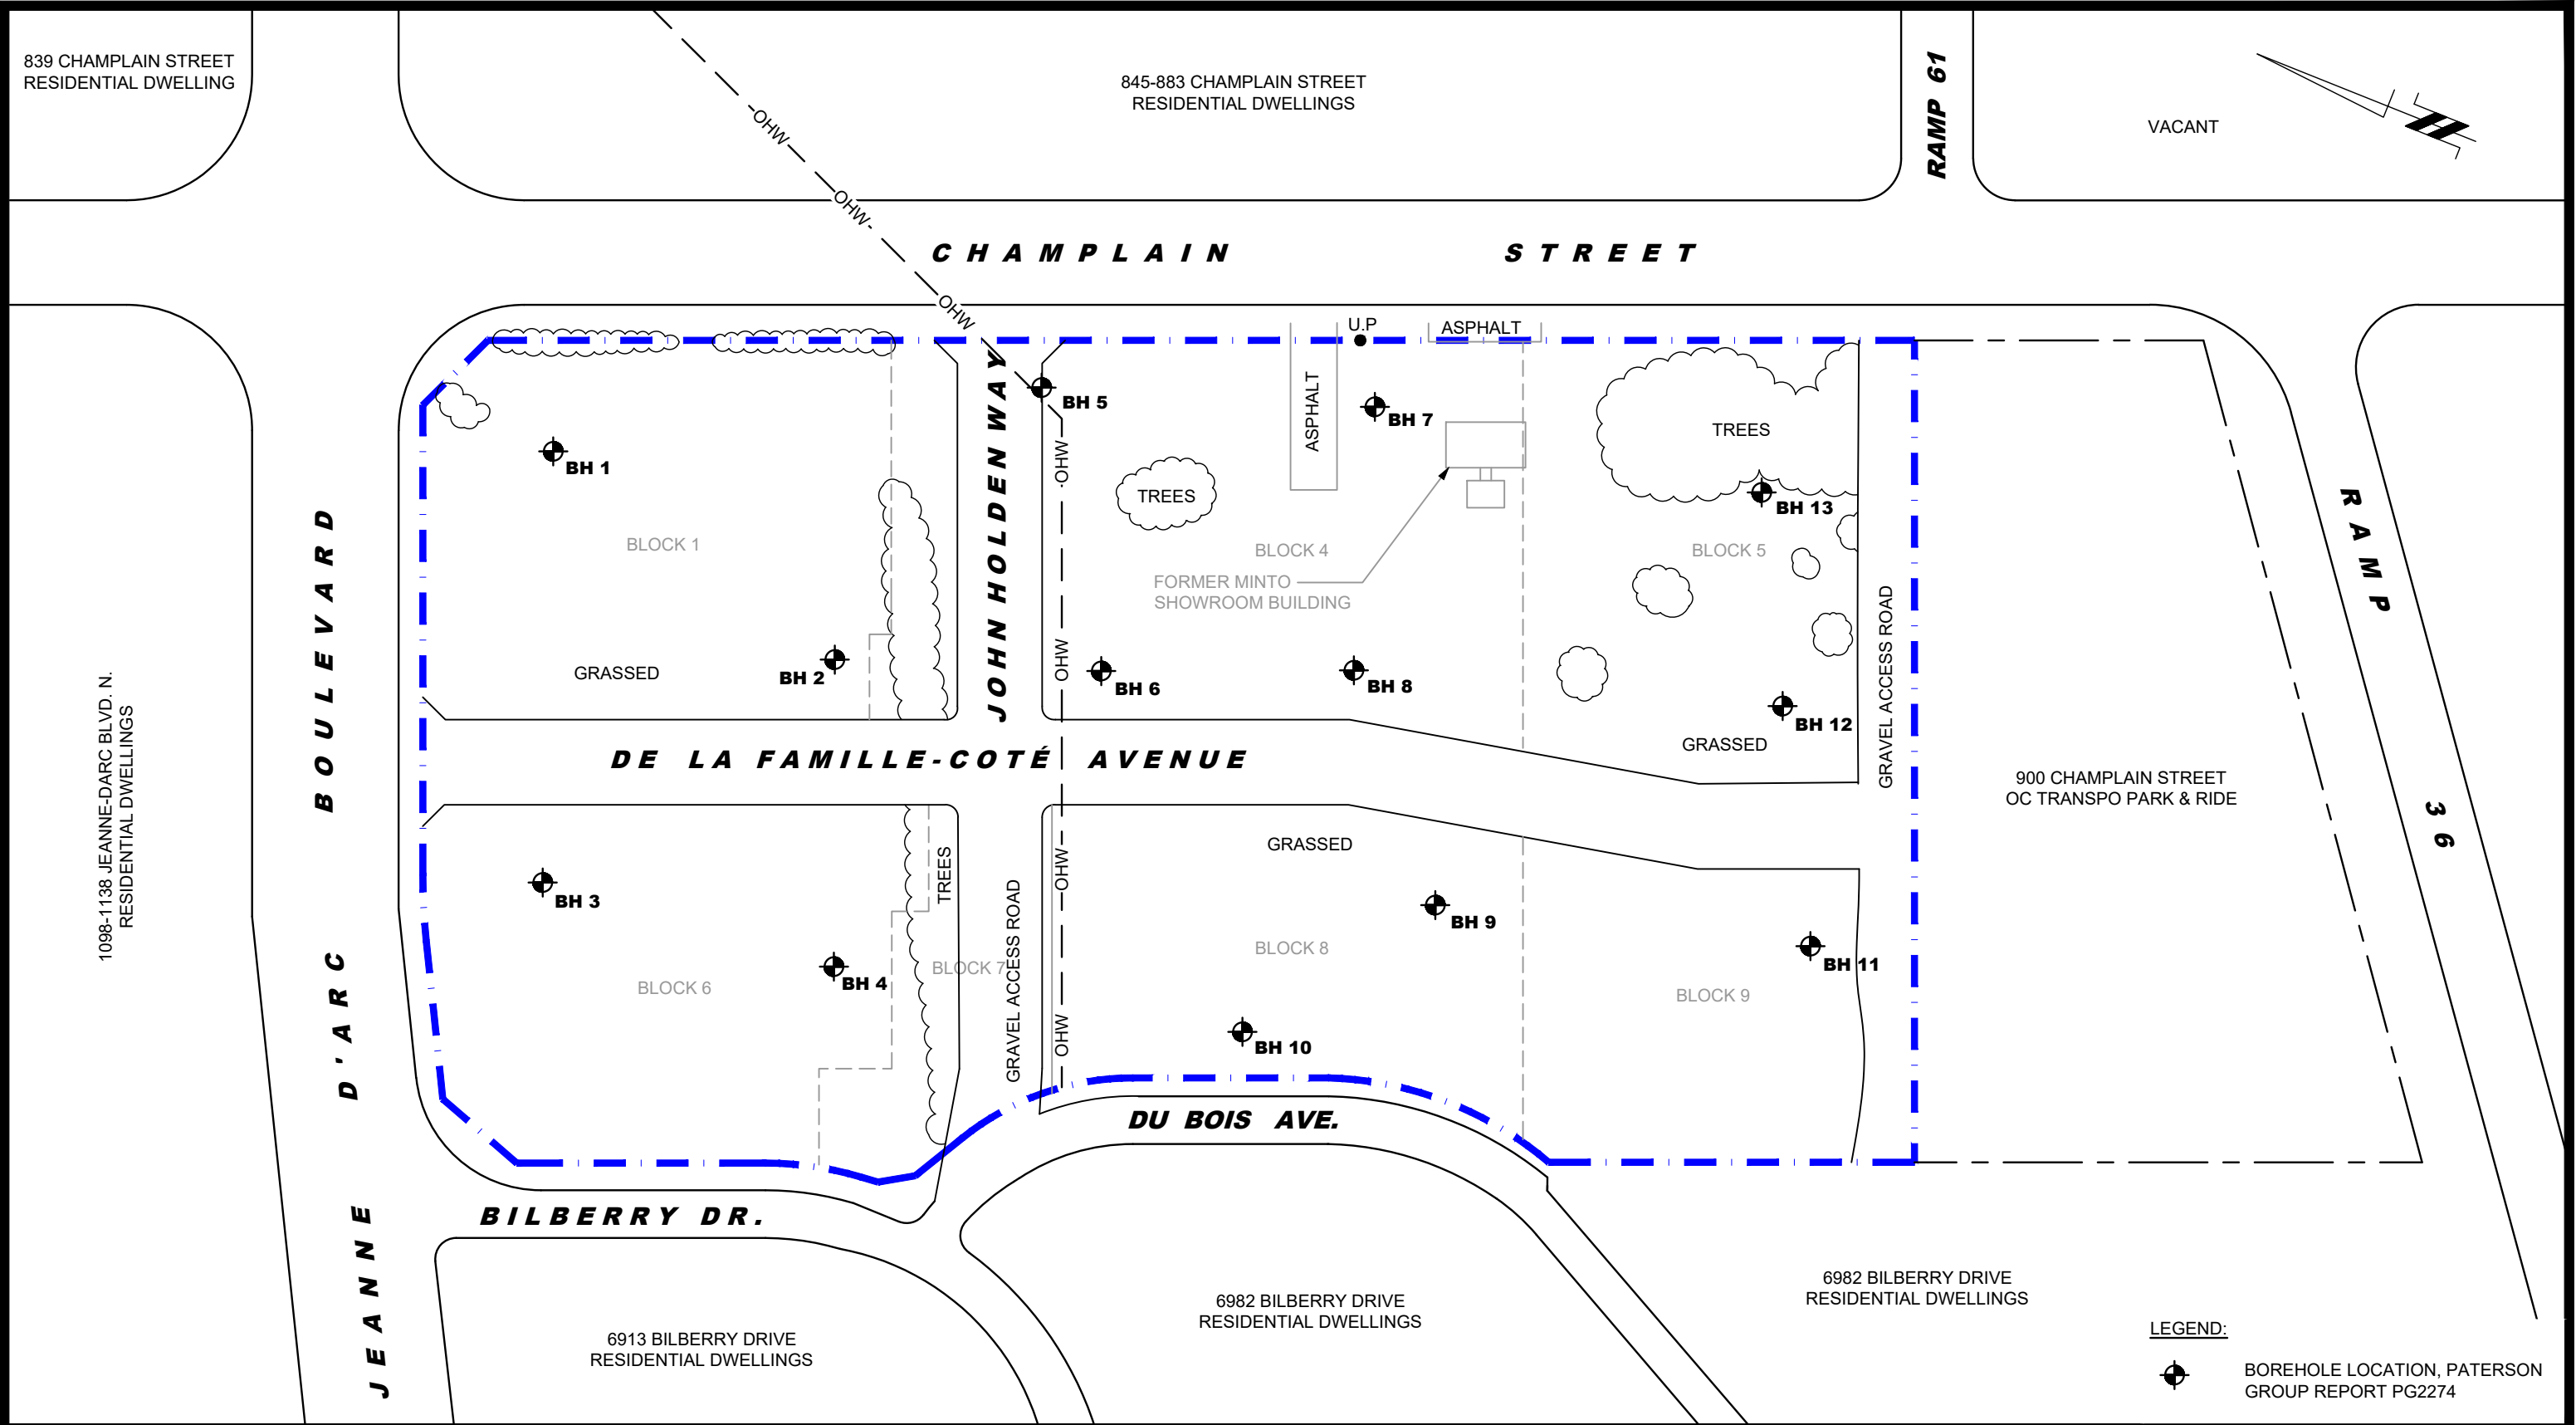 839 CHAMPLAIN STREET
RESIDENTIAL DWELLING
845-883 CHAMPLAIN STREET
RESIDENTIAL DWELLINGS
RAMP 61
VACANT
OHW
OHW
OHW
CHAMPLAIN STREET
U.P
ASPHALT
ASPHALT
BH 1
BH 5
BH 7
TREES
TREES
BH 13
BLOCK 1
BLOCK 4
BLOCK 5
FORMER MINTO
SHOWROOM BUILDING
JOHN HOLDEN WAY
OHW
OHW
GRASSED
BH 2
BH 6
BH 8
BH 12
GRASSED
GRAVEL ACCESS ROAD
DE LA FAMILLE-COTÉ AVENUE
900 CHAMPLAIN STREET
OC TRANSPO PARK & RIDE
RAMP 36
1098-1138 JEANNE-DARC BLVD. N.
RESIDENTIAL DWELLINGS
JEANNE D'ARC BOULEVARD
GRASSED
TREES
OHW
BH 3
BH 9
BH 4
BLOCK 6
BLOCK 7
GRAVEL ACCESS ROAD
BLOCK 8
BH 11
BLOCK 9
OHW
BH 10
DU BOIS AVE.
BILBERRY DR.
6913 BILBERRY DRIVE
RESIDENTIAL DWELLINGS
6982 BILBERRY DRIVE
RESIDENTIAL DWELLINGS
6982 BILBERRY DRIVE
RESIDENTIAL DWELLINGS
LEGEND:
BOREHOLE LOCATION, PATERSON
GROUP REPORT PG2274